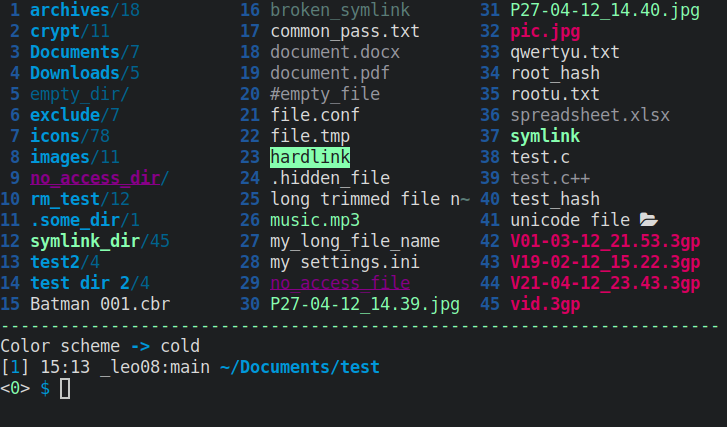 1 archives/18 16 broken_symlink 31 P27-04-12_14.40.jpg
2 crypt/11 17 common_pass.txt 32 pic.jpg
3 Documents/7 18 document.docx 33 qwertyu.txt
4 Downloads/5 19 document.pdf 34 root_hash
5 empty_dir/ 20 #empty_file 35 rootu.txt
6 exclude/7 21 file.conf 36 spreadsheet.xlsx
7 icons/78 22 file.tmp 37 symlink
8 images/11 23 hardlink 38 test.c
9 no_access_dir/ 24 .hidden_file 39 test.c++
10 rm_test/12 25 long trimmed file n~ 40 test_hash
11 .some_dir/1 26 music.mp3 41 unicode file 📂
12 symlink_dir/45 27 my_long_file_name 42 V01-03-12_21.53.3gp
13 test2/4 28 my settings.ini 43 V19-02-12_15.22.3gp
14 test dir 2/4 29 no_access_file 44 V21-04-12_23.43.3gp
15 Batman 001.cbr 30 P27-04-12_14.39.jpg 45 vid.3gp
------------------------------------------------------------------------
Color scheme -> cold
[1] 15:13 _leo08:main ~/Documents/test
<0> $